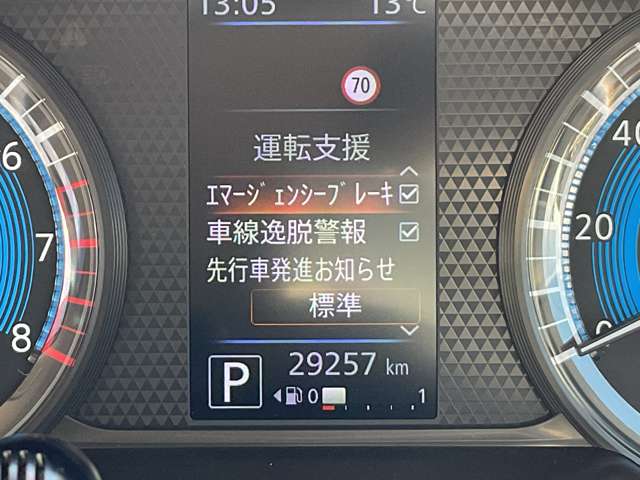 13:05 13℃
70
運転支援
ｴﾏｰｼﾞｪﾝｼｰﾌﾞﾚｰｷ
車線逸脱警報
先行車発進お知らせ
標準
P 29257 km
0 1
6
7
8
40
20
0